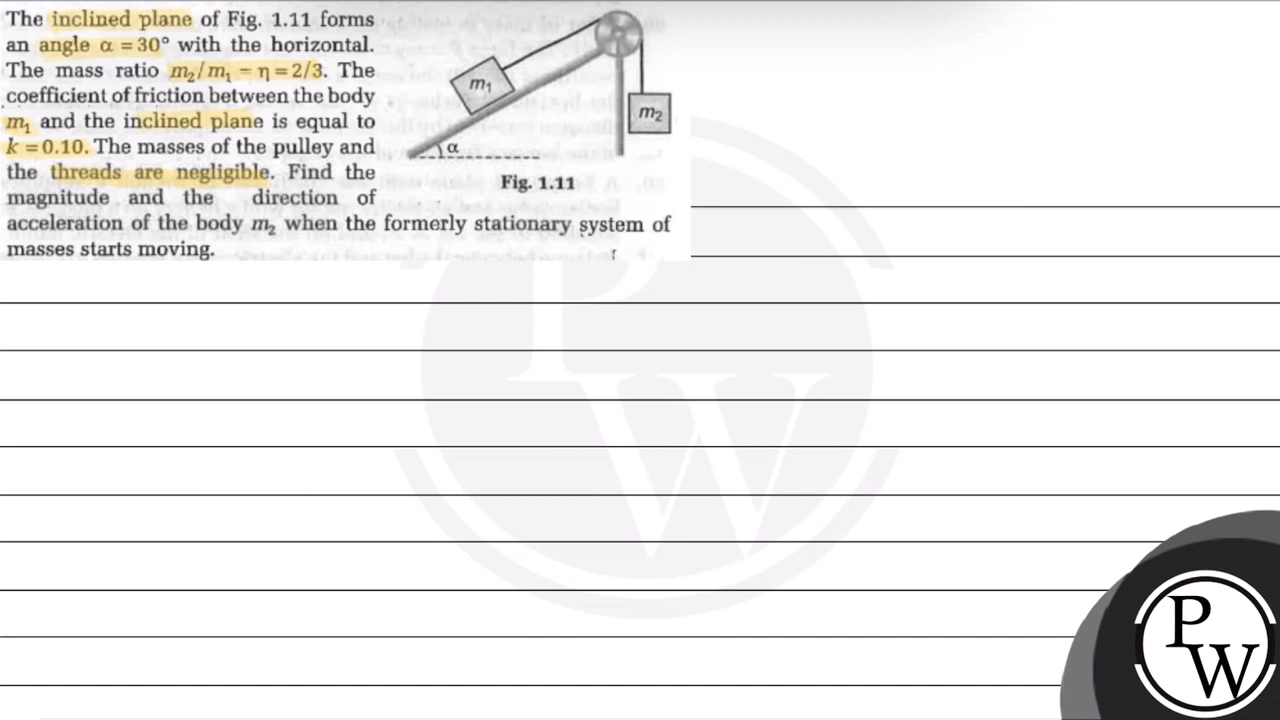 The inclined plane of Fig. 1.11 forms
an angle α = 30° with the horizontal.
The mass ratio m₂/m₁ = η = 2/3. The
coefficient of friction between the body
m₁ and the inclined plane is equal to
k = 0.10. The masses of the pulley and
the threads are negligible. Find the
magnitude and the direction of
acceleration of the body m₂ when the formerly stationary system of
masses starts moving.
m₁
m₂
α
Fig. 1.11
P
W
P
W